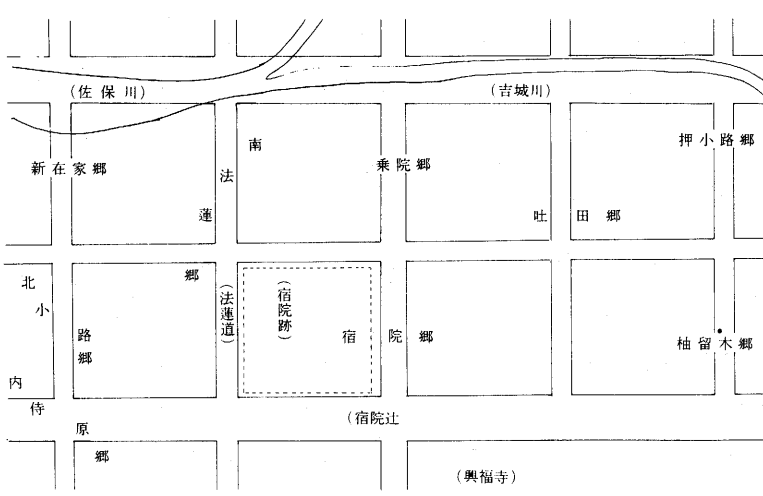 (佐保川)
(吉城川)
押小路郷
新在家郷
南
法
蓮
郷
乗院郷
吐田郷
北
小
路
郷
(法蓮道)
(宿院跡)
宿院郷
柚留木郷
内
侍
原
郷
(宿院辻
(興福寺)